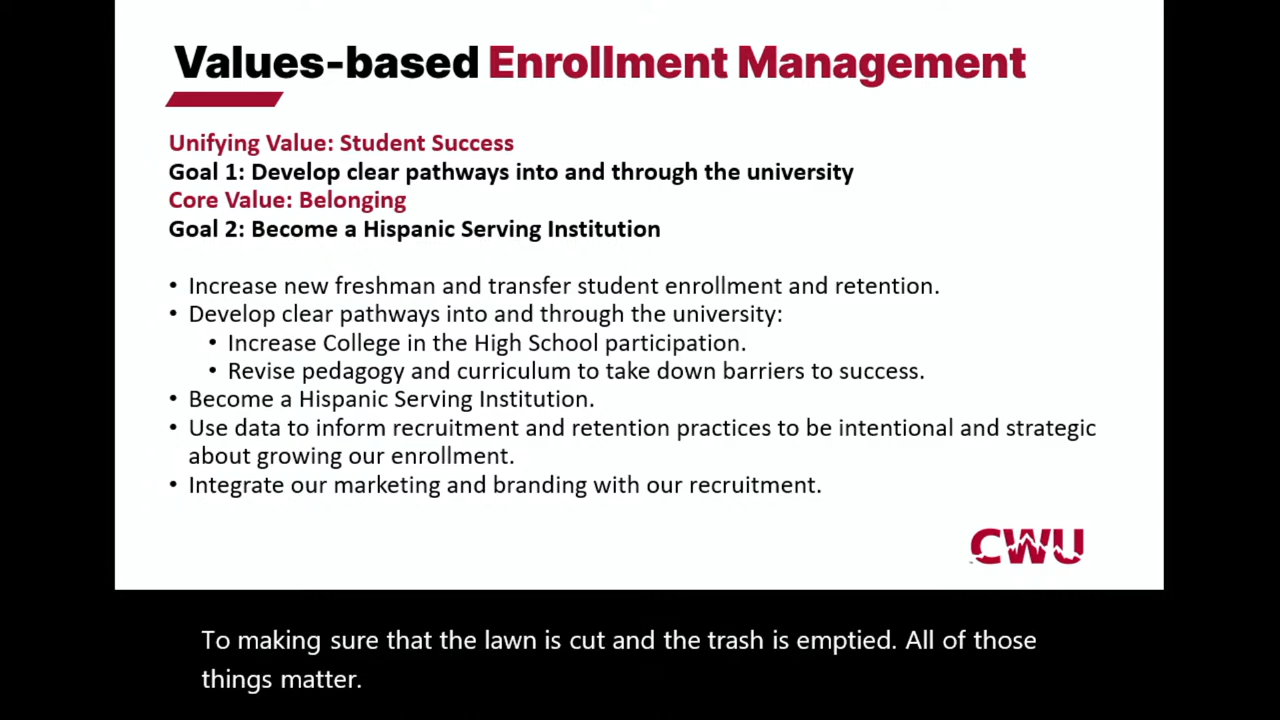 Values-based Enrollment Management
Unifying Value: Student Success
Goal 1: Develop clear pathways into and through the university
Core Value: Belonging
Goal 2: Become a Hispanic Serving Institution
• Increase new freshman and transfer student enrollment and retention.
• Develop clear pathways into and through the university:
• Increase College in the High School participation.
• Revise pedagogy and curriculum to take down barriers to success.
• Become a Hispanic Serving Institution.
• Use data to inform recruitment and retention practices to be intentional and strategic
about growing our enrollment.
• Integrate our marketing and branding with our recruitment.
CWU
To making sure that the lawn is cut and the trash is emptied. All of those
things matter.